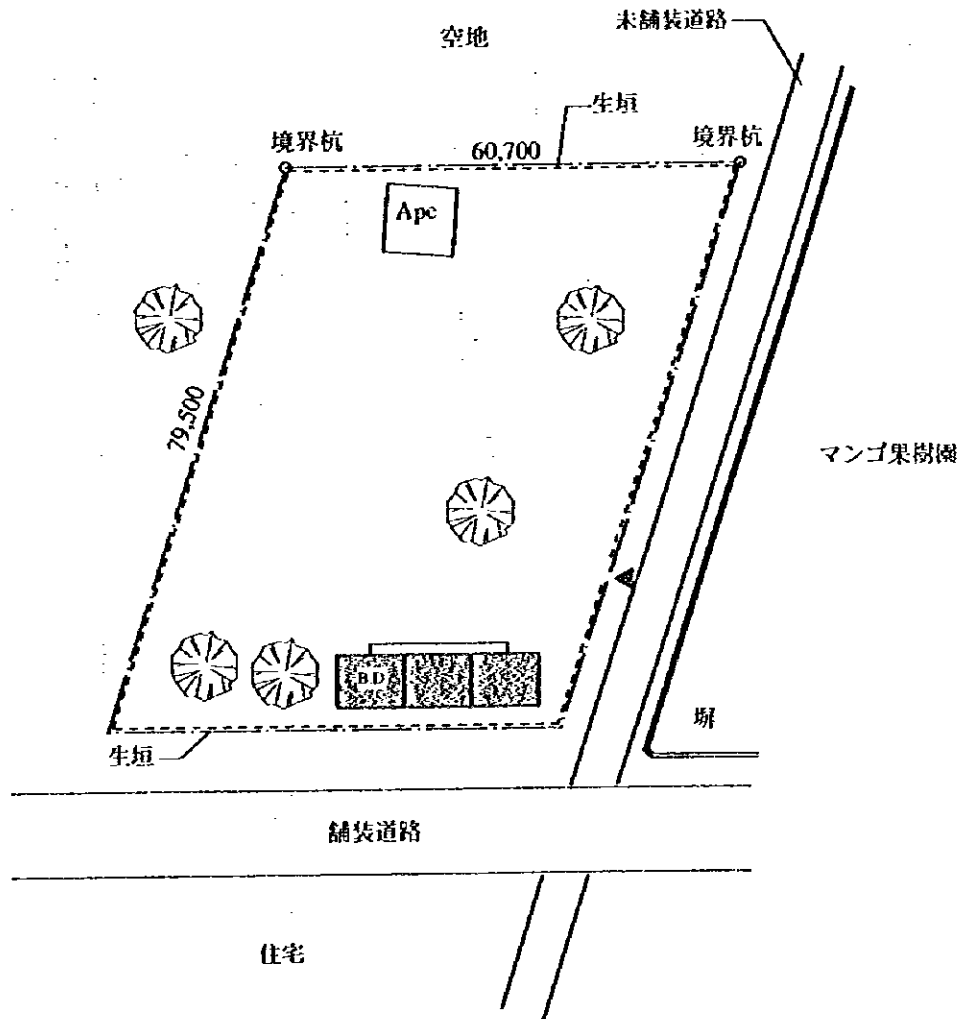 未舗装道路
空地
生垣
境界杭
60,700
境界杭
Apc
79,500
マンゴ果樹園
B.D
塀
生垣
舗装道路
住宅